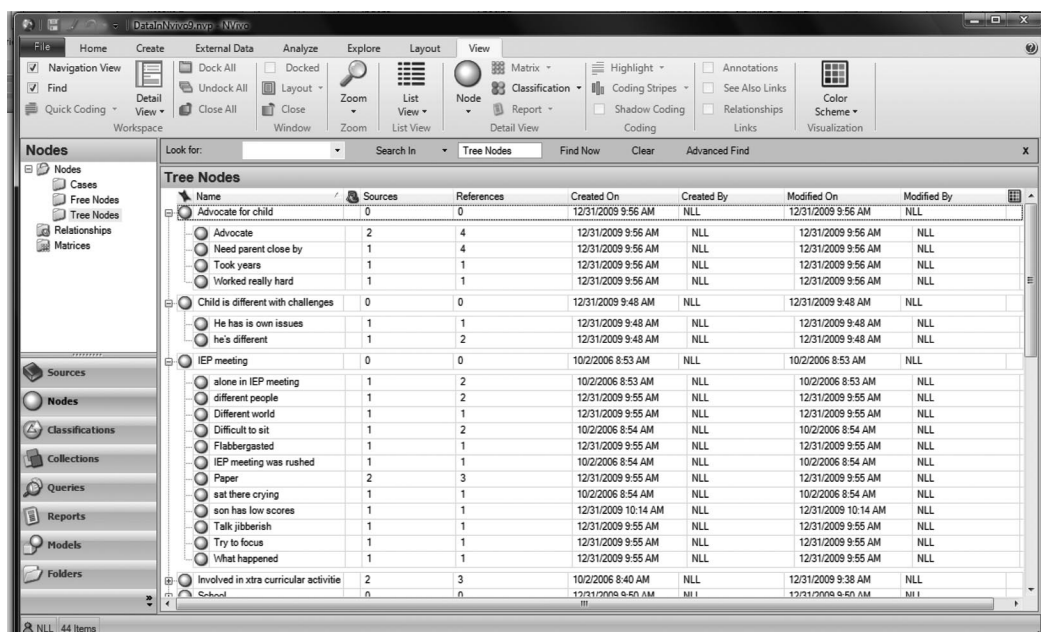 DataInNvivo9.nvp - NVivo
File Home Create External Data Analyze Explore Layout View
Navigation View Dock All Docked Matrix Highlight Annotations
Find Undock All Layout Classification Coding Stripes See Also Links
Quick Coding Close All Close Report Shadow Coding Relationships
Detail View Zoom List View Node Color Scheme
Workspace Window Zoom List View Detail View Coding Links Visualization
Nodes
Look for: Search In Tree Nodes Find Now Clear Advanced Find x
Nodes
Cases
Free Nodes
Tree Nodes
Relationships
Matrices
Sources
Nodes
Classifications
Collections
Queries
Reports
Models
Folders
Tree Nodes
Name Sources References Created On Created By Modified On Modified By
Advocate for child 0 0 12/31/2009 9:56 AM NLL 12/31/2009 9:56 AM NLL
Advocate 2 4 12/31/2009 9:56 AM NLL 12/31/2009 9:56 AM NLL
Need parent close by 1 4 12/31/2009 9:56 AM NLL 12/31/2009 9:56 AM NLL
Took years 1 1 12/31/2009 9:56 AM NLL 12/31/2009 9:56 AM NLL
Worked really hard 1 1 12/31/2009 9:56 AM NLL 12/31/2009 9:56 AM NLL
Child is different with challenges 0 0 12/31/2009 9:48 AM NLL 12/31/2009 9:48 AM NLL
He has is own issues 1 1 12/31/2009 9:48 AM NLL 12/31/2009 9:48 AM NLL
he's different 1 2 12/31/2009 9:48 AM NLL 12/31/2009 9:48 AM NLL
IEP meeting 0 0 10/2/2006 8:53 AM NLL 10/2/2006 8:53 AM NLL
alone in IEP meeting 1 2 10/2/2006 8:53 AM NLL 10/2/2006 8:53 AM NLL
different people 1 2 12/31/2009 9:55 AM NLL 12/31/2009 9:55 AM NLL
Different world 1 1 12/31/2009 9:55 AM NLL 12/31/2009 9:55 AM NLL
Difficult to sit 1 2 10/2/2006 8:54 AM NLL 10/2/2006 8:54 AM NLL
Flabbergasted 1 1 12/31/2009 9:55 AM NLL 12/31/2009 9:55 AM NLL
IEP meeting was rushed 1 1 10/2/2006 8:54 AM NLL 10/2/2006 8:54 AM NLL
Paper 2 3 12/31/2009 9:55 AM NLL 12/31/2009 9:55 AM NLL
sat there crying 1 1 10/2/2006 8:54 AM NLL 10/2/2006 8:54 AM NLL
son has low scores 1 1 12/31/2009 10:14 AM NLL 12/31/2009 10:14 AM NLL
Talk jibberish 1 1 12/31/2009 9:55 AM NLL 12/31/2009 9:55 AM NLL
Try to focus 1 1 12/31/2009 9:55 AM NLL 12/31/2009 9:55 AM NLL
What happened 1 1 12/31/2009 9:55 AM NLL 12/31/2009 9:55 AM NLL
Involved in xtra curricular activitie 2 3 10/2/2006 8:40 AM NLL 12/31/2009 9:38 AM NLL
School 0 0 12/31/2009 9:50 AM NLL 12/31/2009 9:50 AM NLL
NLL 44 Items